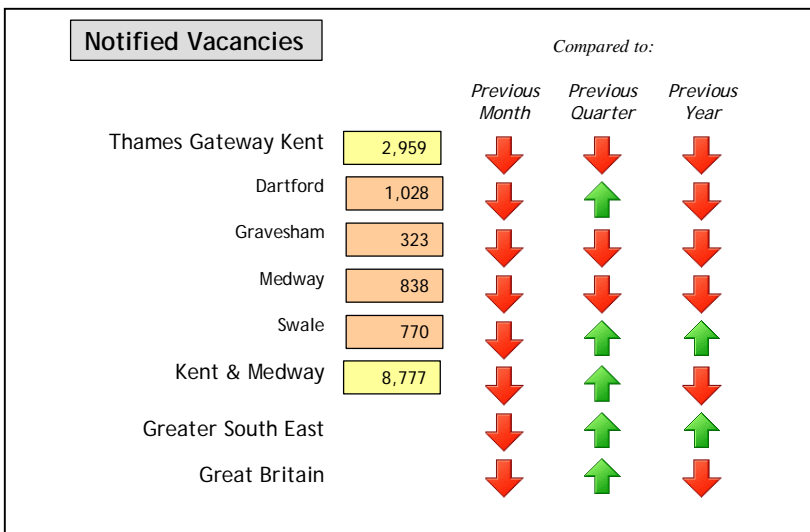 Notified Vacancies
Compared to:
Previous Month
Previous Quarter
Previous Year
Thames Gateway Kent 2,959
Dartford 1,028
Gravesham 323
Medway 838
Swale 770
Kent & Medway 8,777
Greater South East
Great Britain